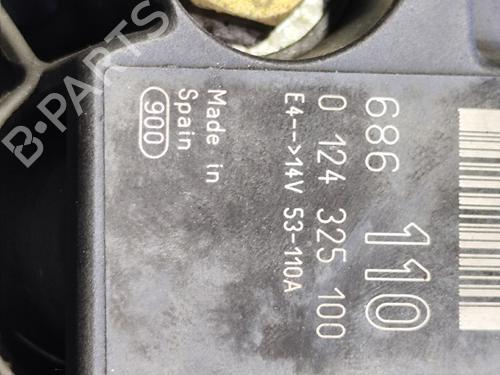 686 110
0 124 325 100
E4-->14V 53-110A
Made in
Spain
900
B-PARTS